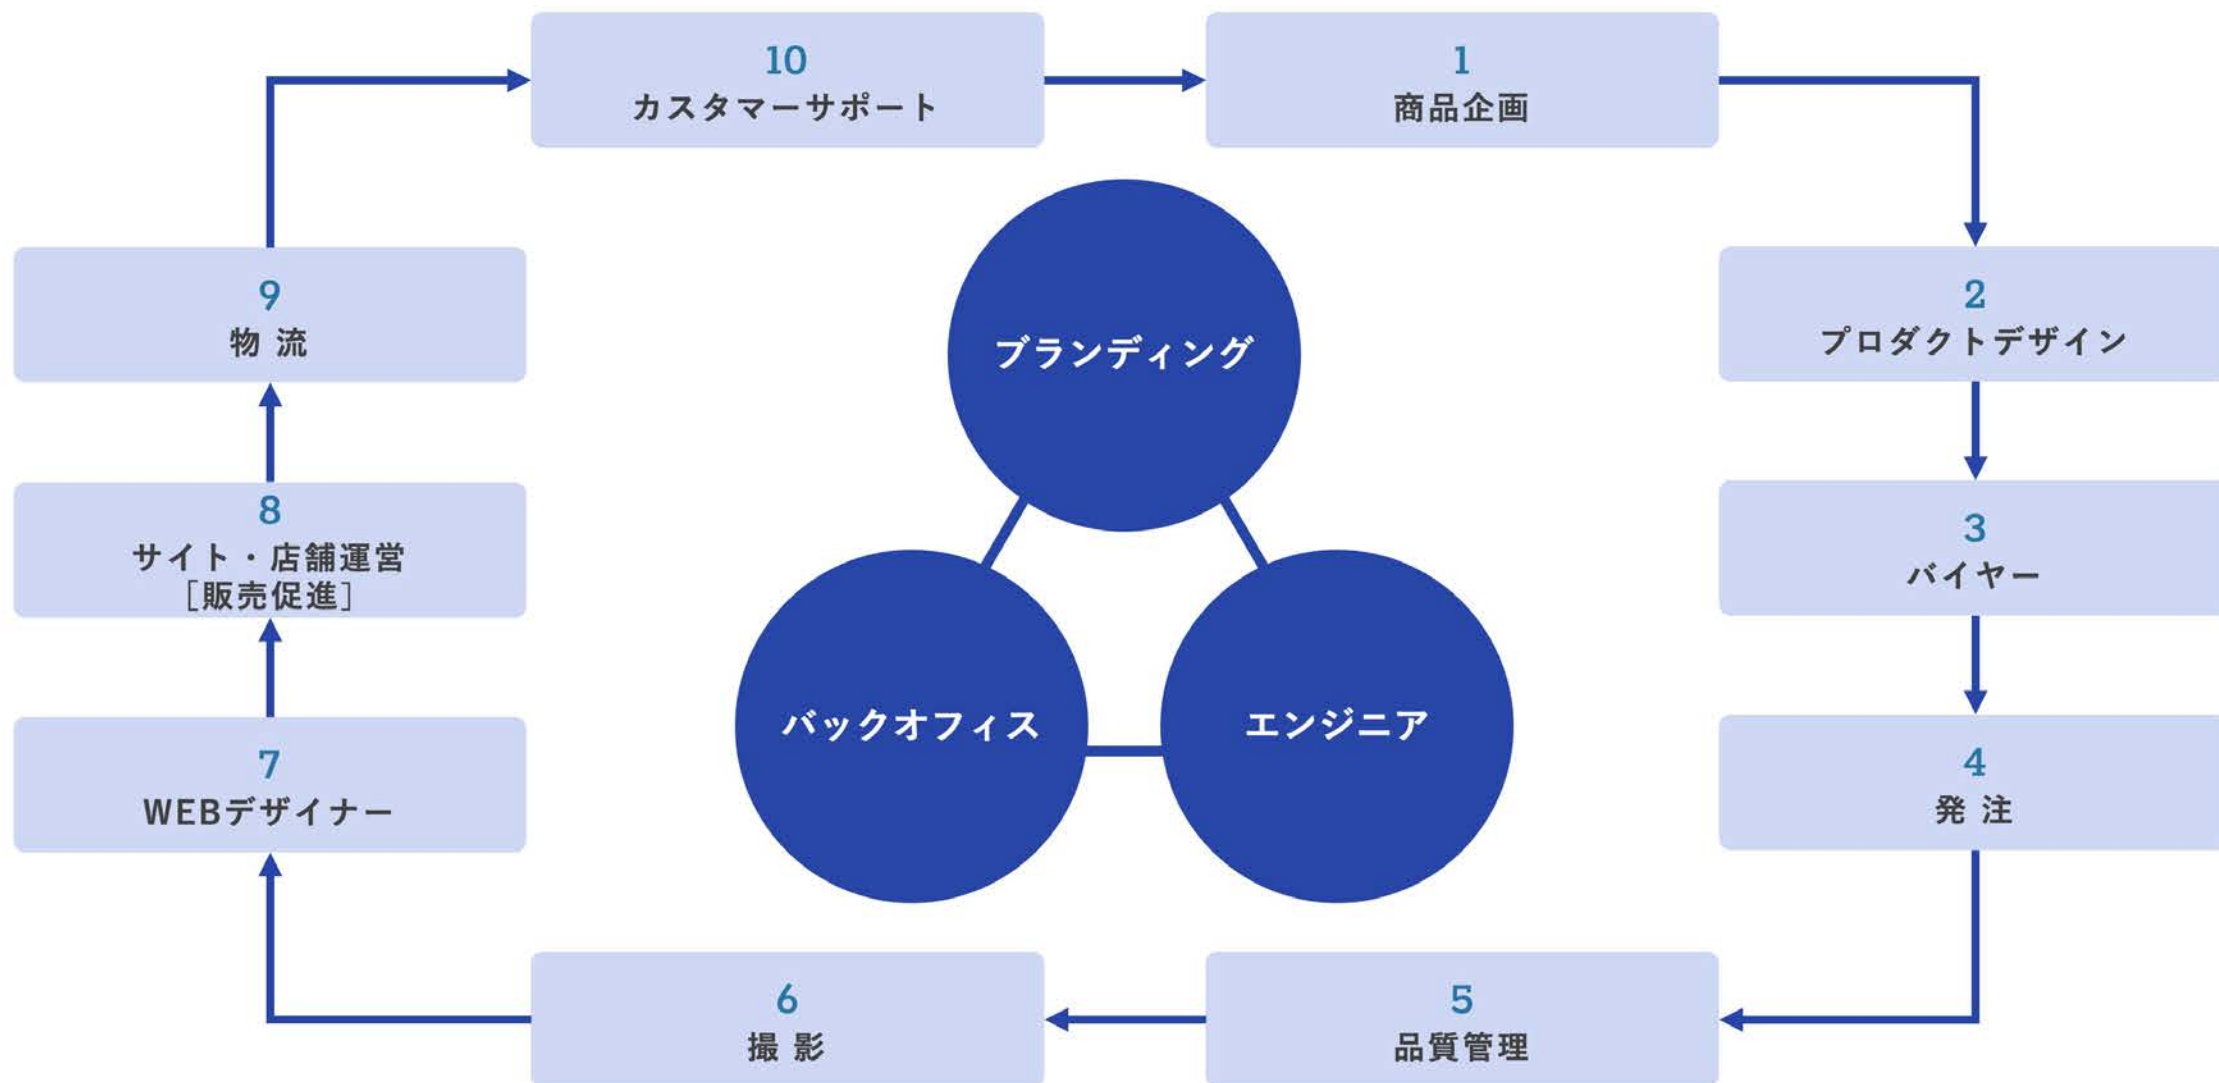 10
カスタマーサポート
1
商品企画
2
プロダクトデザイン
3
バイヤー
4
発 注
5
品質管理
6
撮 影
7
WEBデザイナー
8
サイト・店舗運営
[販売促進]
9
物 流
ブランディング
バックオフィス
エンジニア